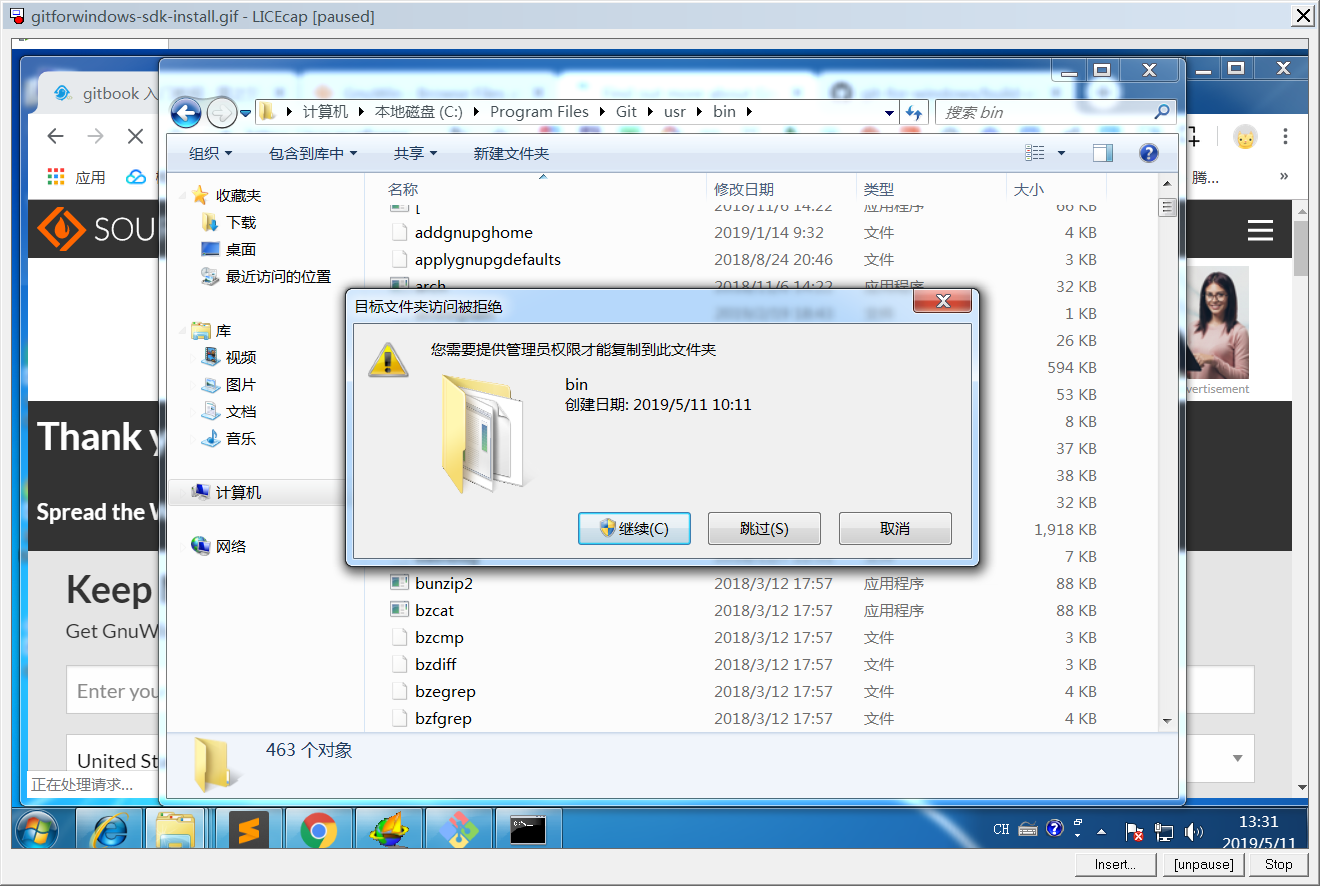 gitforwindows-sdk-install.gif - LICEcap [paused]
gitbook 入
计算机 本地磁盘 (C:) Program Files Git usr bin
搜索 bin
组织 包含到库中 共享 新建文件夹
应用
腾...
»
SOU
名称 修改日期 类型 大小
[ 2018/11/6 14:22 应用程序 66 KB
addgnupghome 2019/1/14 9:32 文件 4 KB
applygnupgdefaults 2018/8/24 20:46 文件 3 KB
arch 2018/11/6 14:22 应用程序 32 KB
1 KB
26 KB
594 KB
53 KB
8 KB
37 KB
38 KB
32 KB
1,918 KB
7 KB
bunzip2 2018/3/12 17:57 应用程序 88 KB
bzcat 2018/3/12 17:57 应用程序 88 KB
bzcmp 2018/3/12 17:57 文件 3 KB
bzdiff 2018/3/12 17:57 文件 3 KB
bzegrep 2018/3/12 17:57 文件 4 KB
bzfgrep 2018/3/12 17:57 文件 4 KB
收藏夹
下载
桌面
最近访问的位置
库
视频
图片
文档
音乐
计算机
网络
目标文件夹访问被拒绝
您需要提供管理员权限才能复制到此文件夹
bin
创建日期: 2019/5/11 10:11
继续(C) 跳过(S) 取消
463 个对象
vertisement
Thank y
Spread the W
Keep
Get GnuW
Enter you
United St
正在处理请求...
CH
13:31
2019/5/11
Insert... [unpause] Stop